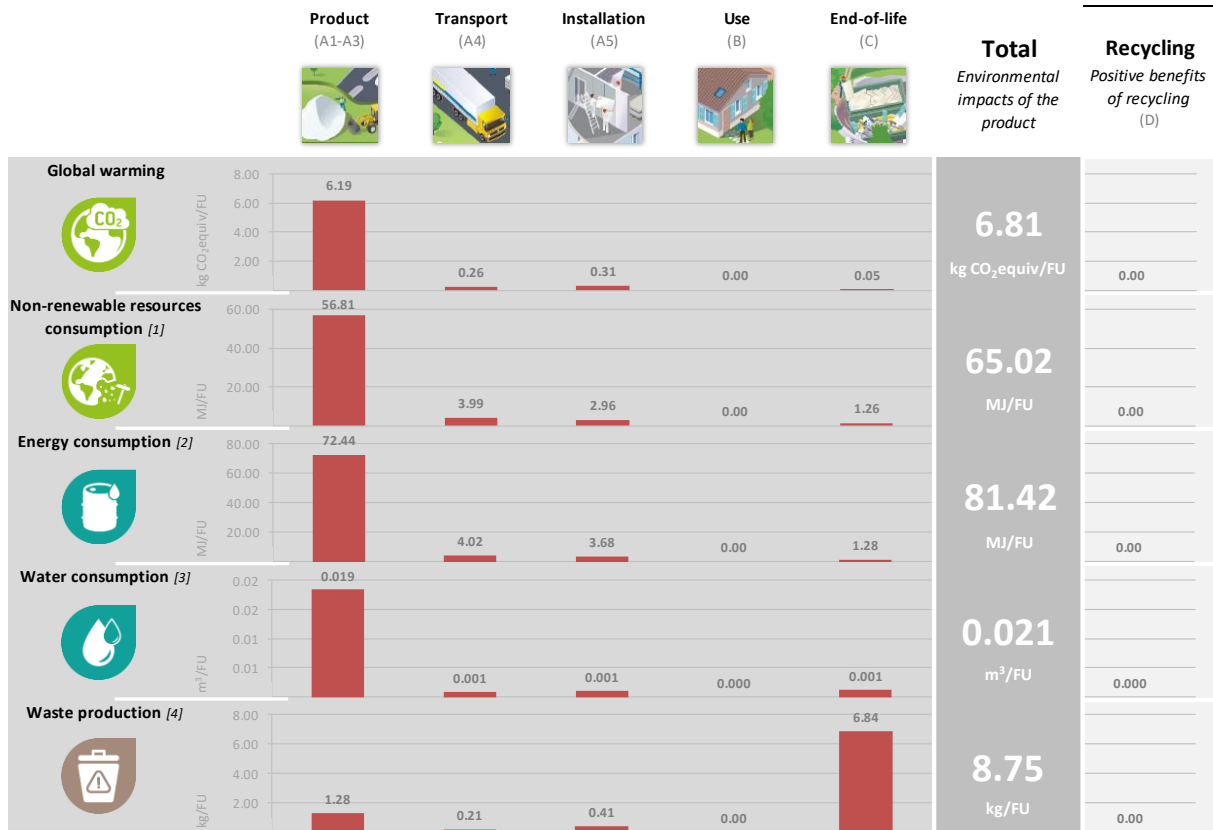 Product
(A1-A3)
Transport
(A4)
Installation
(A5)
Use
(B)
End-of-life
(C)
Total
Environmental
impacts of the
product
Recycling
Positive benefits
of recycling
(D)
Global warming
CO₂
kg CO₂equiv/FU
8.00
6.00
4.00
2.00
6.19
0.26
0.31
0.00
0.05
6.81
kg CO₂equiv/FU
0.00
Non-renewable resources
consumption [1]
MJ/FU
60.00
40.00
20.00
56.81
3.99
2.96
0.00
1.26
65.02
MJ/FU
0.00
Energy consumption [2]
MJ/FU
80.00
60.00
40.00
20.00
72.44
4.02
3.68
0.00
1.28
81.42
MJ/FU
0.00
Water consumption [3]
m³/FU
0.02
0.02
0.01
0.01
0.019
0.001
0.001
0.000
0.001
0.021
m³/FU
0.000
Waste production [4]
kg/FU
8.00
6.00
4.00
2.00
1.28
0.21
0.41
0.00
6.84
8.75
kg/FU
0.00